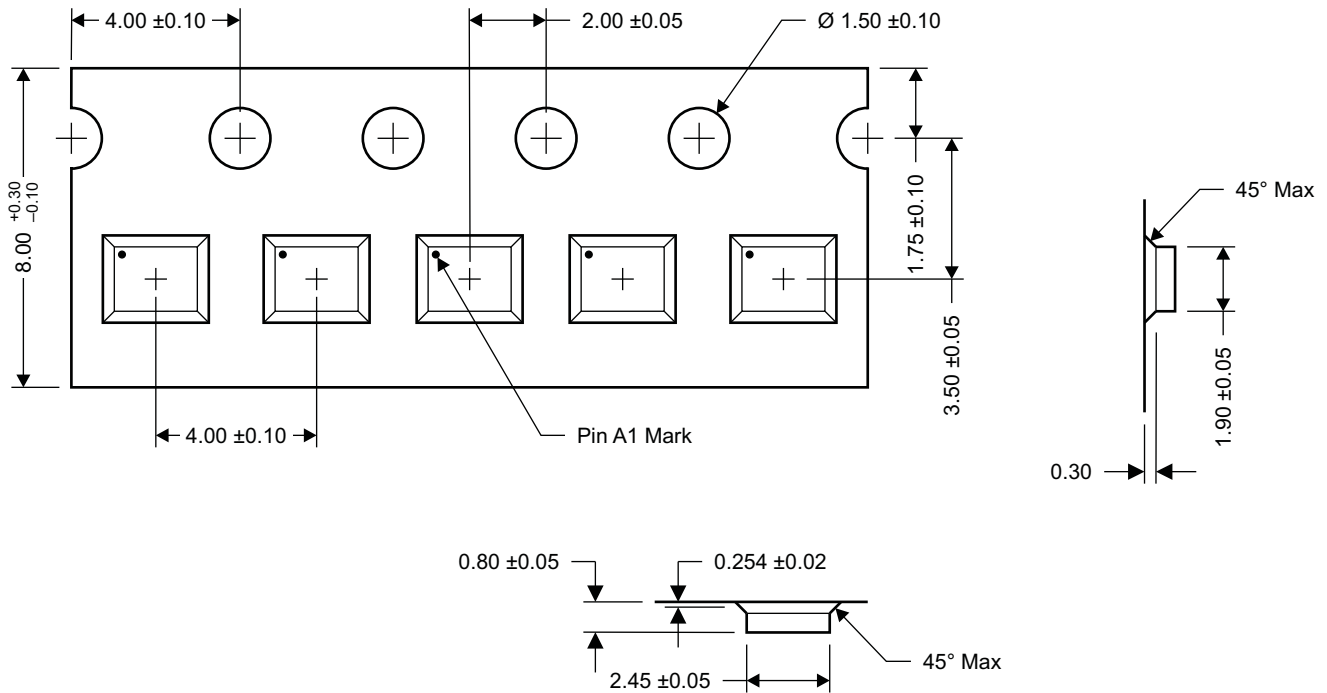 4.00 ±0.10
2.00 ±0.05
Ø 1.50 ±0.10
8.00 +0.30 –0.10
1.75 ±0.10
3.50 ±0.05
45° Max
1.90 ±0.05
0.30
4.00 ±0.10
Pin A1 Mark
0.80 ±0.05
0.254 ±0.02
2.45 ±0.05
45° Max